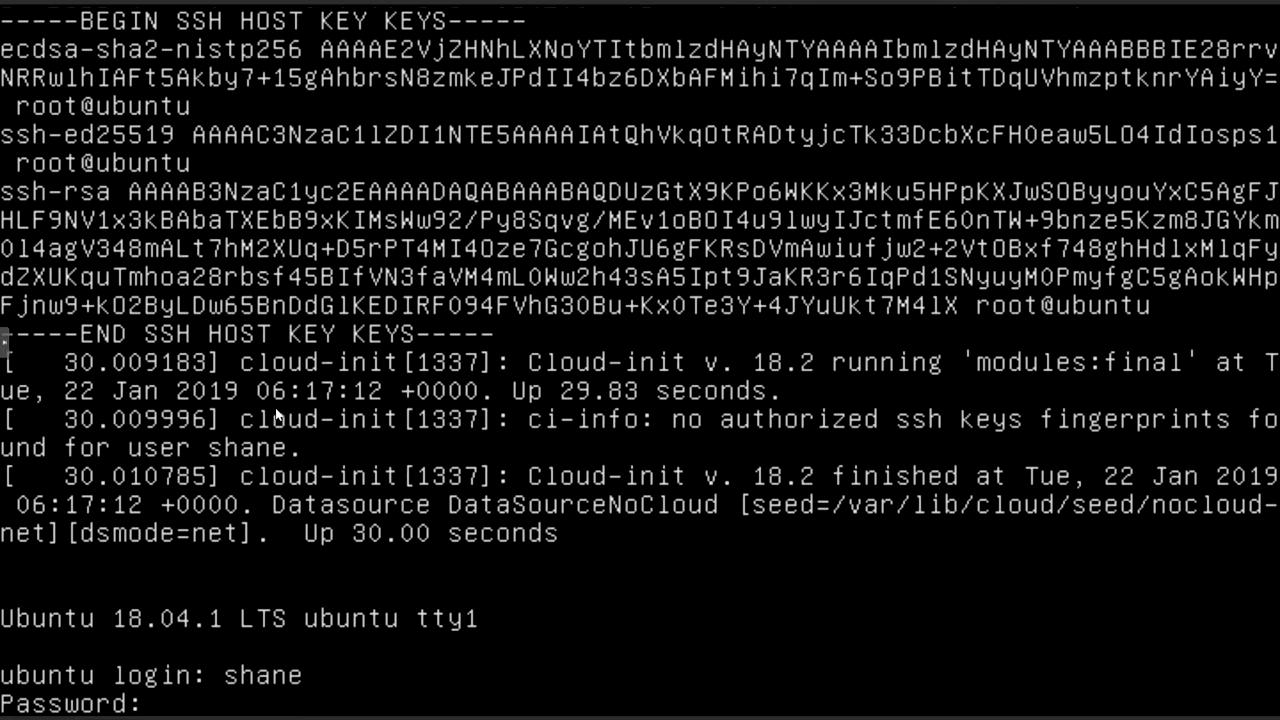 -----BEGIN SSH HOST KEY KEYS-----
ecdsa-sha2-nistp256 AAAAE2VjZHNhLXNoYTItbmlzdHAyNTYAAAAIbmlzdHAyNTYAAABBBIE28rrv
NRRwlhIAFt5Akby7+15gAhbrsN8zmkeJPdII4bz6DXbAFMihi7qIm+So9PBitTDqUVhmzptknrYAiyY=
root@ubuntu
ssh-ed25519 AAAAC3NzaC1lZDI1NTE5AAAAIAtQhVkqOtRADtyjcTk33DcbXcFHOeaw5LO4IdIosps1
root@ubuntu
ssh-rsa AAAAB3NzaC1yc2EAAAADAQABAAABAQDUzGtX9KPo6WKKx3Mku5HPpKXJwSOByyouYxC5AgFJ
HLF9NV1x3kBAbaTXEbB9xKIMsWw92/Py8Sqvg/MEv1oBOI4u9lwyIJctmfE6OnTW+9bnze5Kzm8JGYkm
Ol4agV348mALt7hM2XUq+D5rPT4MI4Oze7GcgohJU6gFKRsDVmAwiufjw2+2VtOBxf748ghHdlxMlqFy
dZXUKquTmhoa28rbsf45BIfVN3faVM4mLOWw2h43sA5Ipt9JaKR3r6IqPd1SNyuyMOPmyfgC5gAokWHp
Fjnw9+kO2ByLDw65BnDdGlKEDIRFO94FVhG3OBu+KxOTe3Y+4JYuUkt7M4lX root@ubuntu
-----END SSH HOST KEY KEYS-----
[   30.009183] cloud-init[1337]: Cloud-init v. 18.2 running 'modules:final' at T
ue, 22 Jan 2019 06:17:12 +0000. Up 29.83 seconds.
[   30.009996] cloud-init[1337]: ci-info: no authorized ssh keys fingerprints fo
und for user shane.
[   30.010785] cloud-init[1337]: Cloud-init v. 18.2 finished at Tue, 22 Jan 2019
06:17:12 +0000. Datasource DataSourceNoCloud [seed=/var/lib/cloud/seed/nocloud-
net][dsmode=net].  Up 30.00 seconds
Ubuntu 18.04.1 LTS ubuntu tty1
ubuntu login: shane
Password: